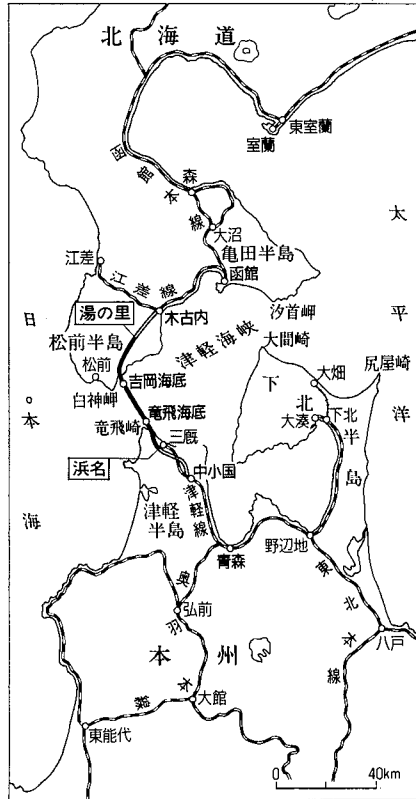 北海道
東室蘭
室蘭
函館本線
森
大沼
亀田半島
函館
江差
江差線
木古内
汐首岬
湯の里
松前半島
津軽海峡
松前
白神岬
吉岡海底
大間崎
大畑
尻屋崎
下北半島
大湊
下北
竜飛海底
竜飛崎
三厩
浜名
中小国
津軽線
津軽
半島
青森
野辺地
東北本線
奥羽本線
弘前
本州
八戸
大館
東能代
日本海
太平洋
0 40km